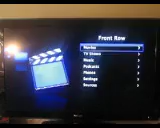 Front Row
Movies
TV Shows
Music
Podcasts
Photos
Settings
Sources